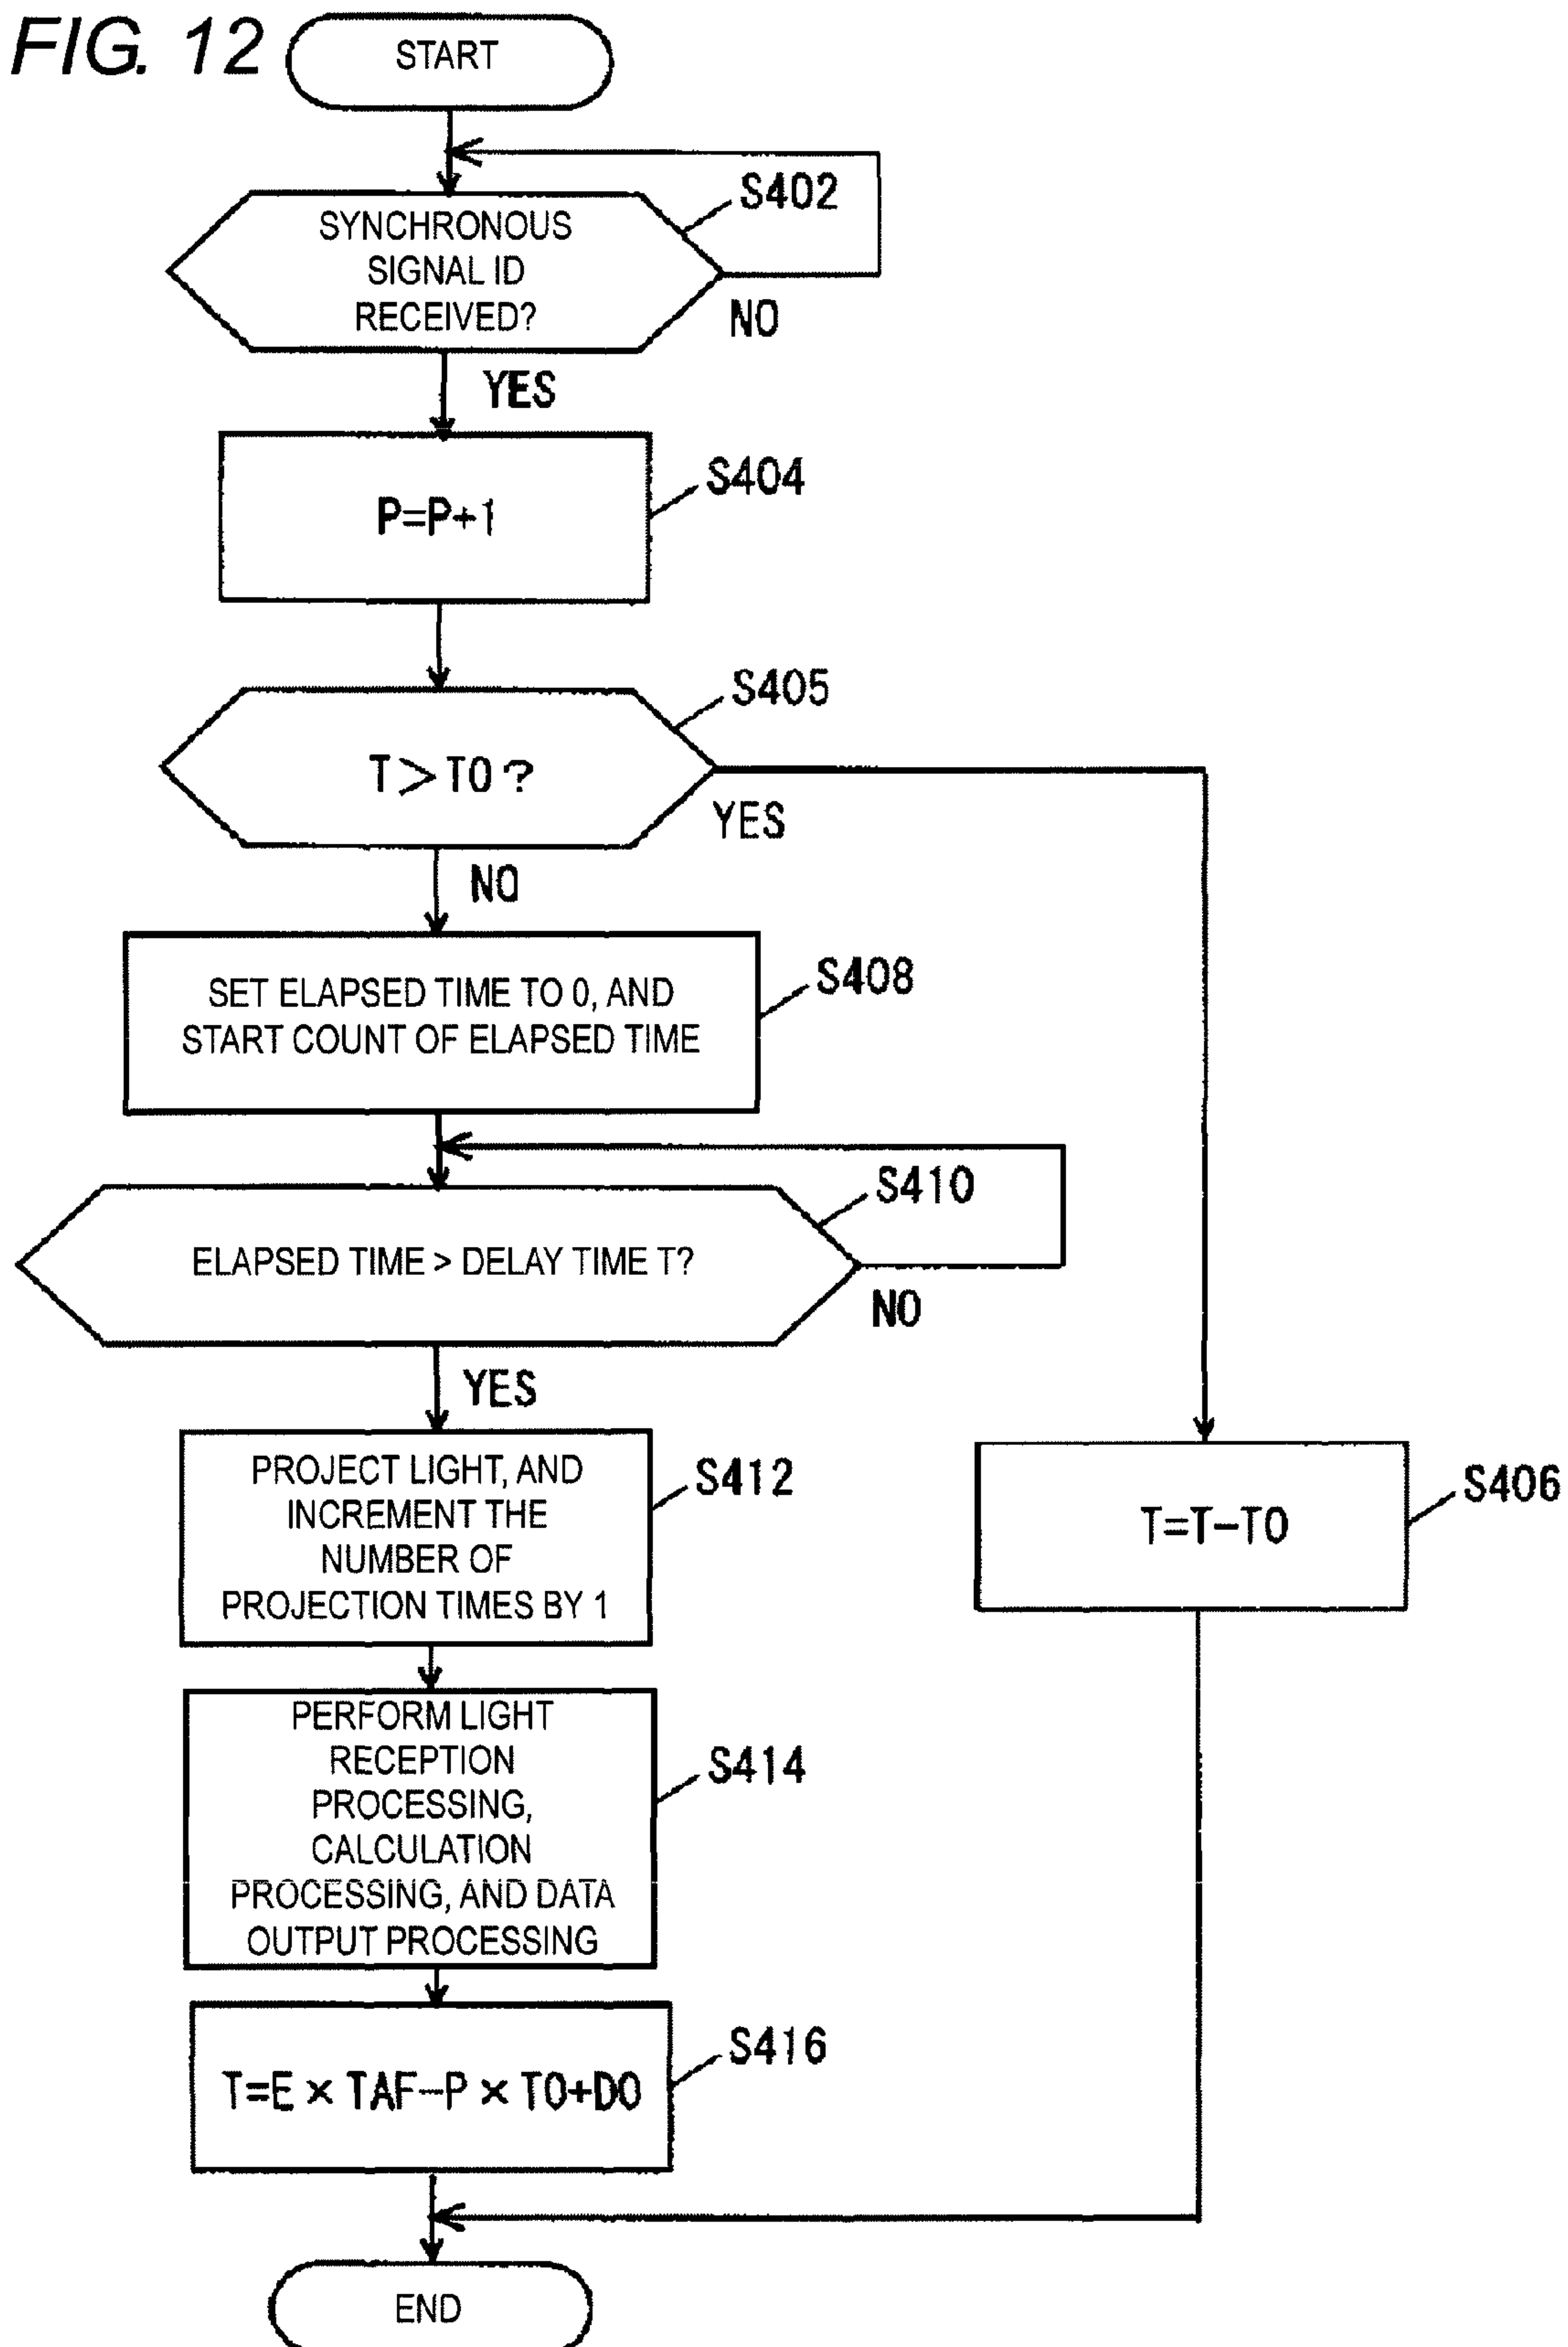 FIG. 12
START
S402
SYNCHRONOUS
SIGNAL ID
RECEIVED?
NO
YES
S404
P=P+1
S405
T>T0?
YES
NO
S408
SET ELAPSED TIME TO 0, AND
START COUNT OF ELAPSED TIME
S410
ELAPSED TIME > DELAY TIME T?
NO
YES
S412
PROJECT LIGHT, AND
INCREMENT THE
NUMBER OF
PROJECTION TIMES BY 1
S406
T=T-T0
S414
PERFORM LIGHT
RECEPTION
PROCESSING,
CALCULATION
PROCESSING, AND DATA
OUTPUT PROCESSING
S416
T=E × TAF-P × T0+D0
END